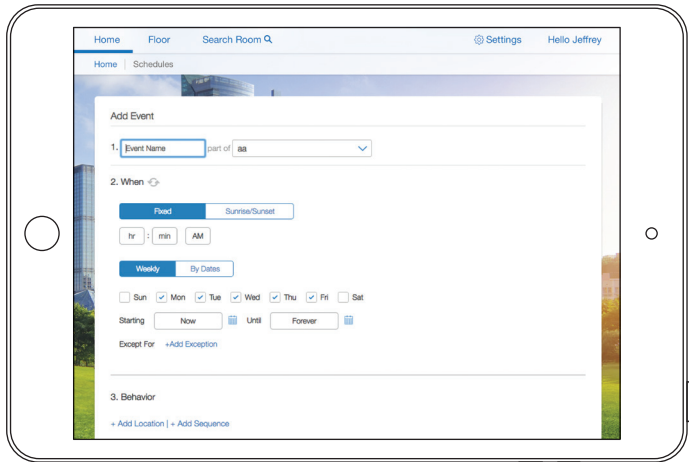 Home Floor Search Room Settings Hello Jeffrey
Home | Schedules
Add Event
1. Event Name part of aa
2. When
Fixed Sunrise/Sunset
hr : min AM
Weekly By Dates
Sun Mon Tue Wed Thu Fri Sat
Starting Now Until Forever
Except For +Add Exception
3. Behavior
+ Add Location | + Add Sequence